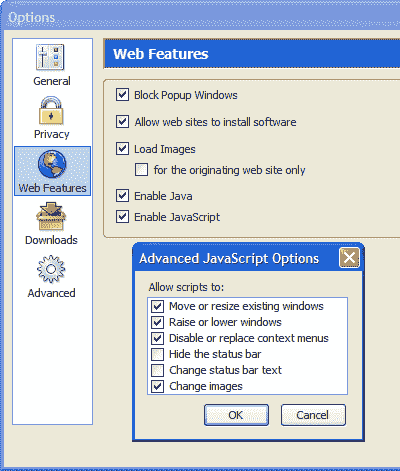 Options
General
Privacy
Web Features
Downloads
Advanced
Web Features
Block Popup Windows
Allow web sites to install software
Load Images
for the originating web site only
Enable Java
Enable JavaScript
Advanced JavaScript Options
Allow scripts to:
Move or resize existing windows
Raise or lower windows
Disable or replace context menus
Hide the status bar
Change status bar text
Change images
OK
Cancel